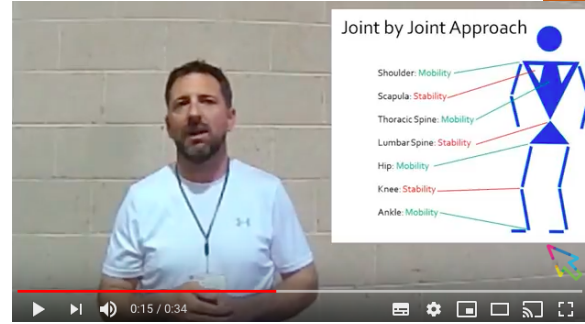 Joint by Joint Approach
Shoulder: Mobility
Scapula: Stability
Thoracic Spine: Mobility
Lumbar Spine: Stability
Hip: Mobility
Knee: Stability
Ankle: Mobility
0:15 / 0:34